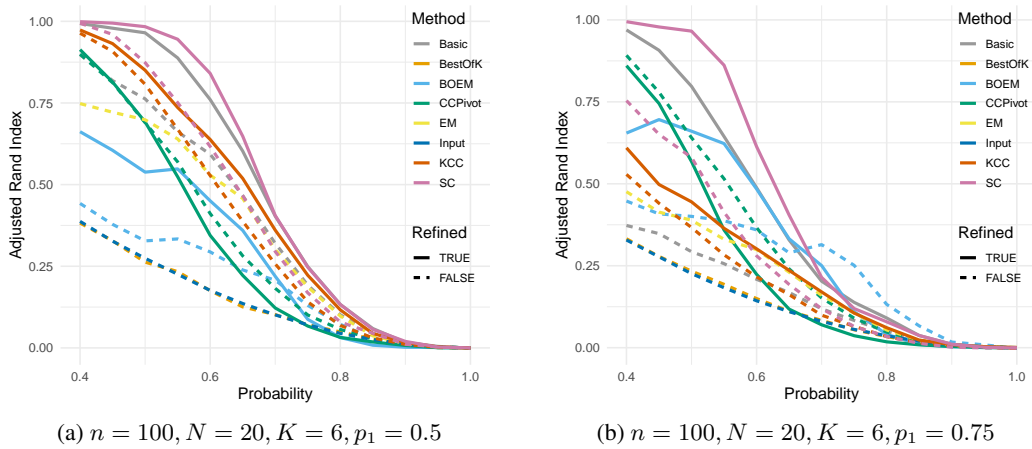 1.00
0.75
0.50
0.25
0.00
Adjusted Rand Index
0.4
0.6
0.8
1.0
Probability
Method
Basic
BestOfK
BOEM
CCPivot
EM
Input
KCC
SC
Refined
TRUE
FALSE
(a) n = 100, N = 20, K = 6, p₁ = 0.5
1.00
0.75
0.50
0.25
0.00
Adjusted Rand Index
0.4
0.6
0.8
1.0
Probability
Method
Basic
BestOfK
BOEM
CCPivot
EM
Input
KCC
SC
Refined
TRUE
FALSE
(b) n = 100, N = 20, K = 6, p₁ = 0.75